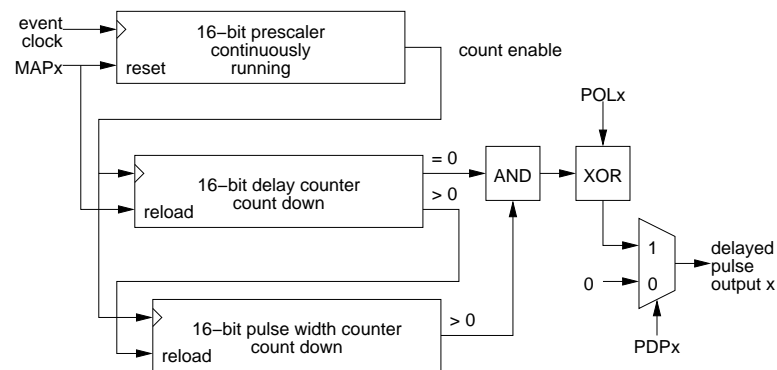 event
clock
MAPx
16-bit prescaler
continuously
running
reset
count enable
POLx
16-bit delay counter
count down
reload
= 0
> 0
AND
XOR
1
0
0
delayed
pulse
output x
PDPx
16-bit pulse width counter
count down
reload
> 0